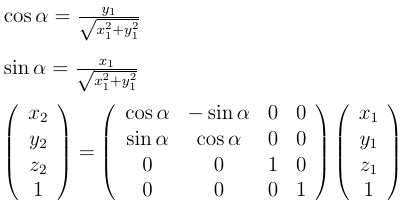 cos α = y₁ / √(x₁² + y₁²)
sin α = x₁ / √(x₁² + y₁²)
( x₂ ) = ( cos α −sin α 0 0 ) ( x₁ )
( y₂ ) ( sin α cos α 0 0 ) ( y₁ )
( z₂ ) ( 0 0 1 0 ) ( z₁ )
( 1 ) ( 0 0 0 1 ) ( 1 )